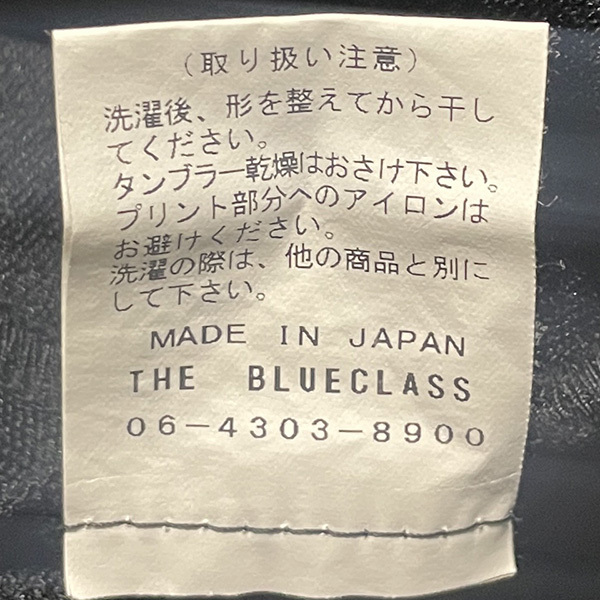 （取り扱い注意）
洗濯後、形を整えてから干し
てください。
タンブラー乾燥はおさけ下さい。
プリント部分へのアイロンは
お避けください。
洗濯の際は、他の商品と別に
して下さい。
MADE IN JAPAN
THE BLUECLASS
06-4303-8900